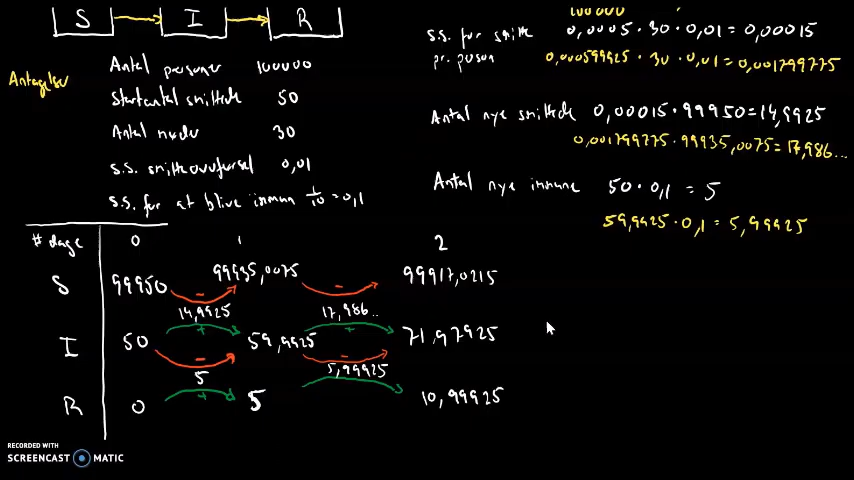 S I R
Antagelser
Antal personer 100000
Startantal smittede 50
Antal møder 30
s.s. smitteoverførsel 0,01
s.s. for at blive immun 1/10 = 0,1
100000
s.s. for smitte 0,0005 · 30 · 0,01 = 0,00015
pr. person 0,000599925 · 30 · 0,01 = 0,001799775
Antal nye smittede 0,00015 · 99950 = 14,9925
0,001799775 · 99935,0075 = 17,986...
Antal nye immune 50 · 0,1 = 5
59,9925 · 0,1 = 5,99925
# dage 0 1 2
S 99950 99935,0075 99917,0215
- -
14,9925 17,986..
+ +
I 50 59,9925 71,97925
- -
5 5,99925
+
R 0 5 10,99925
RECORDED WITH
SCREENCAST MATIC